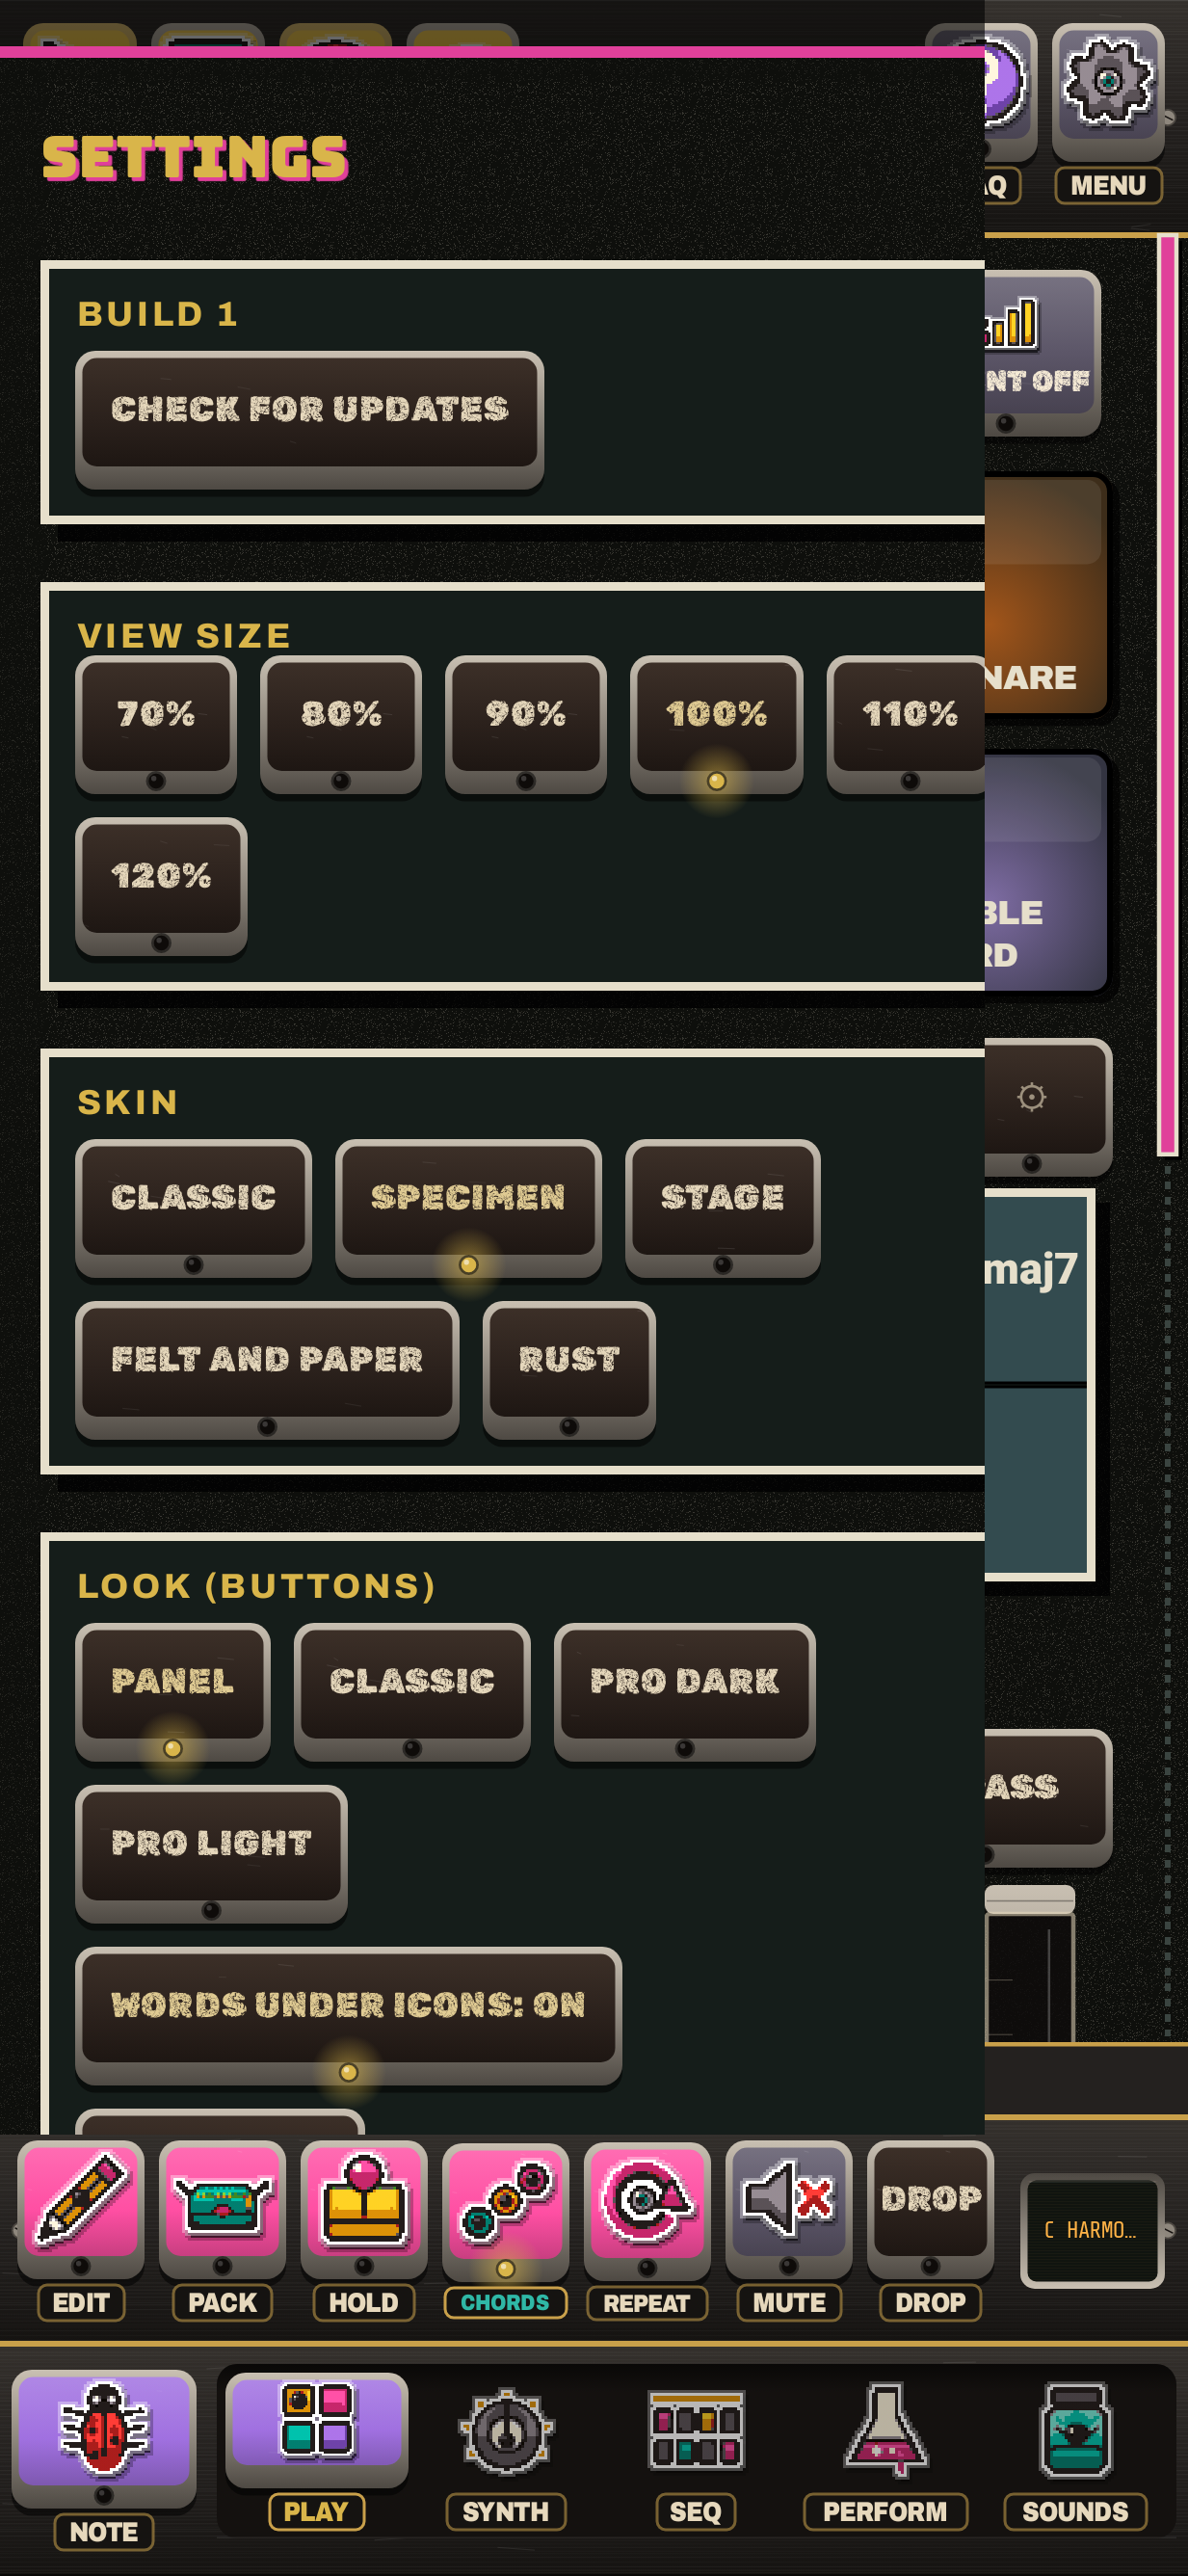 SETTINGS
MENU
BUILD 1
CHECK FOR UPDATES
NT OFF
VIEW SIZE
70% 80% 90% 100% 110%
120%
NARE
BLE
RD
SKIN
CLASSIC SPECIMEN STAGE
FELT AND PAPER RUST
maj7
LOOK (BUTTONS)
PANEL CLASSIC PRO DARK
PRO LIGHT
ASS
WORDS UNDER ICONS: ON
DROP
C HARMO…
EDIT PACK HOLD CHORDS REPEAT MUTE DROP
NOTE PLAY SYNTH SEQ PERFORM SOUNDS